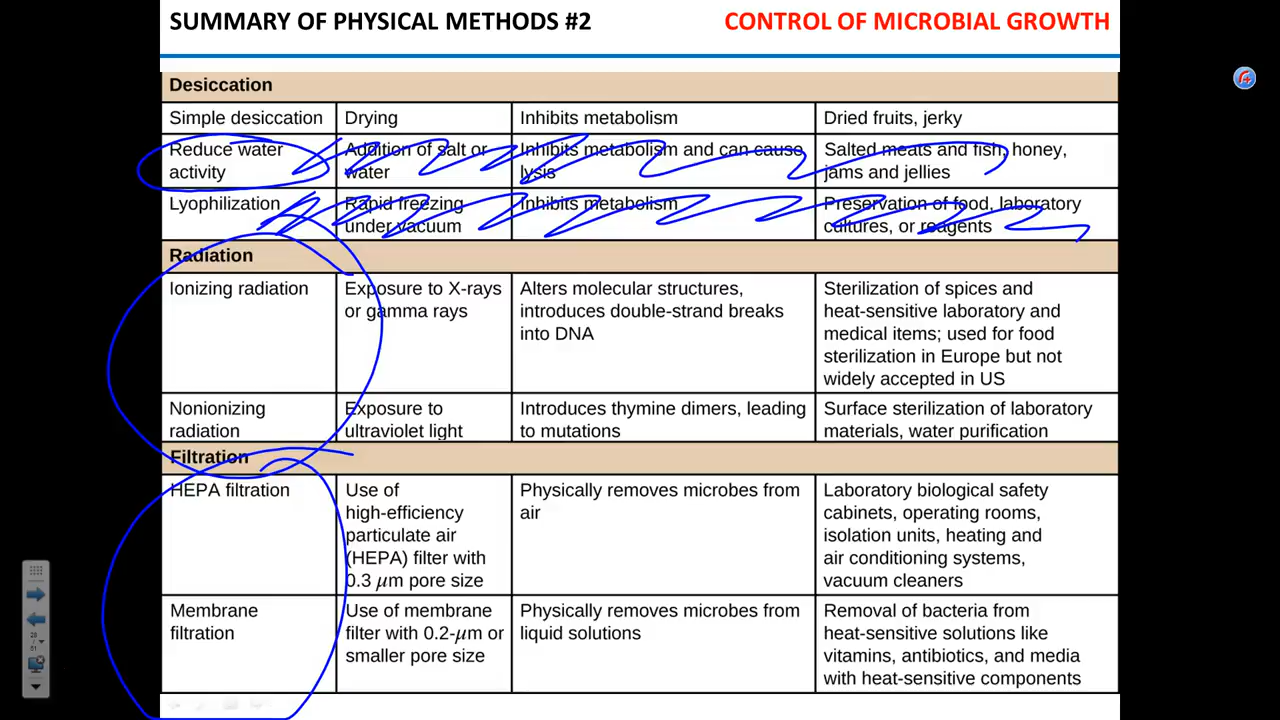 SUMMARY OF PHYSICAL METHODS #2 CONTROL OF MICROBIAL GROWTH
Desiccation
Simple desiccation
Drying
Inhibits metabolism
Dried fruits, jerky
Reduce water
activity
Addition of salt or
water
Inhibits metabolism and can cause
lysis
Salted meats and fish, honey,
jams and jellies
Lyophilization
Rapid freezing
under vacuum
Inhibits metabolism
Preservation of food, laboratory
cultures, or reagents
Radiation
Ionizing radiation
Exposure to X-rays
or gamma rays
Alters molecular structures,
introduces double-strand breaks
into DNA
Sterilization of spices and
heat-sensitive laboratory and
medical items; used for food
sterilization in Europe but not
widely accepted in US
Nonionizing
radiation
Exposure to
ultraviolet light
Introduces thymine dimers, leading
to mutations
Surface sterilization of laboratory
materials, water purification
Filtration
HEPA filtration
Use of
high-efficiency
particulate air
(HEPA) filter with
0.3 μm pore size
Physically removes microbes from
air
Laboratory biological safety
cabinets, operating rooms,
isolation units, heating and
air conditioning systems,
vacuum cleaners
Membrane
filtration
Use of membrane
filter with 0.2-μm or
smaller pore size
Physically removes microbes from
liquid solutions
Removal of bacteria from
heat-sensitive solutions like
vitamins, antibiotics, and media
with heat-sensitive components